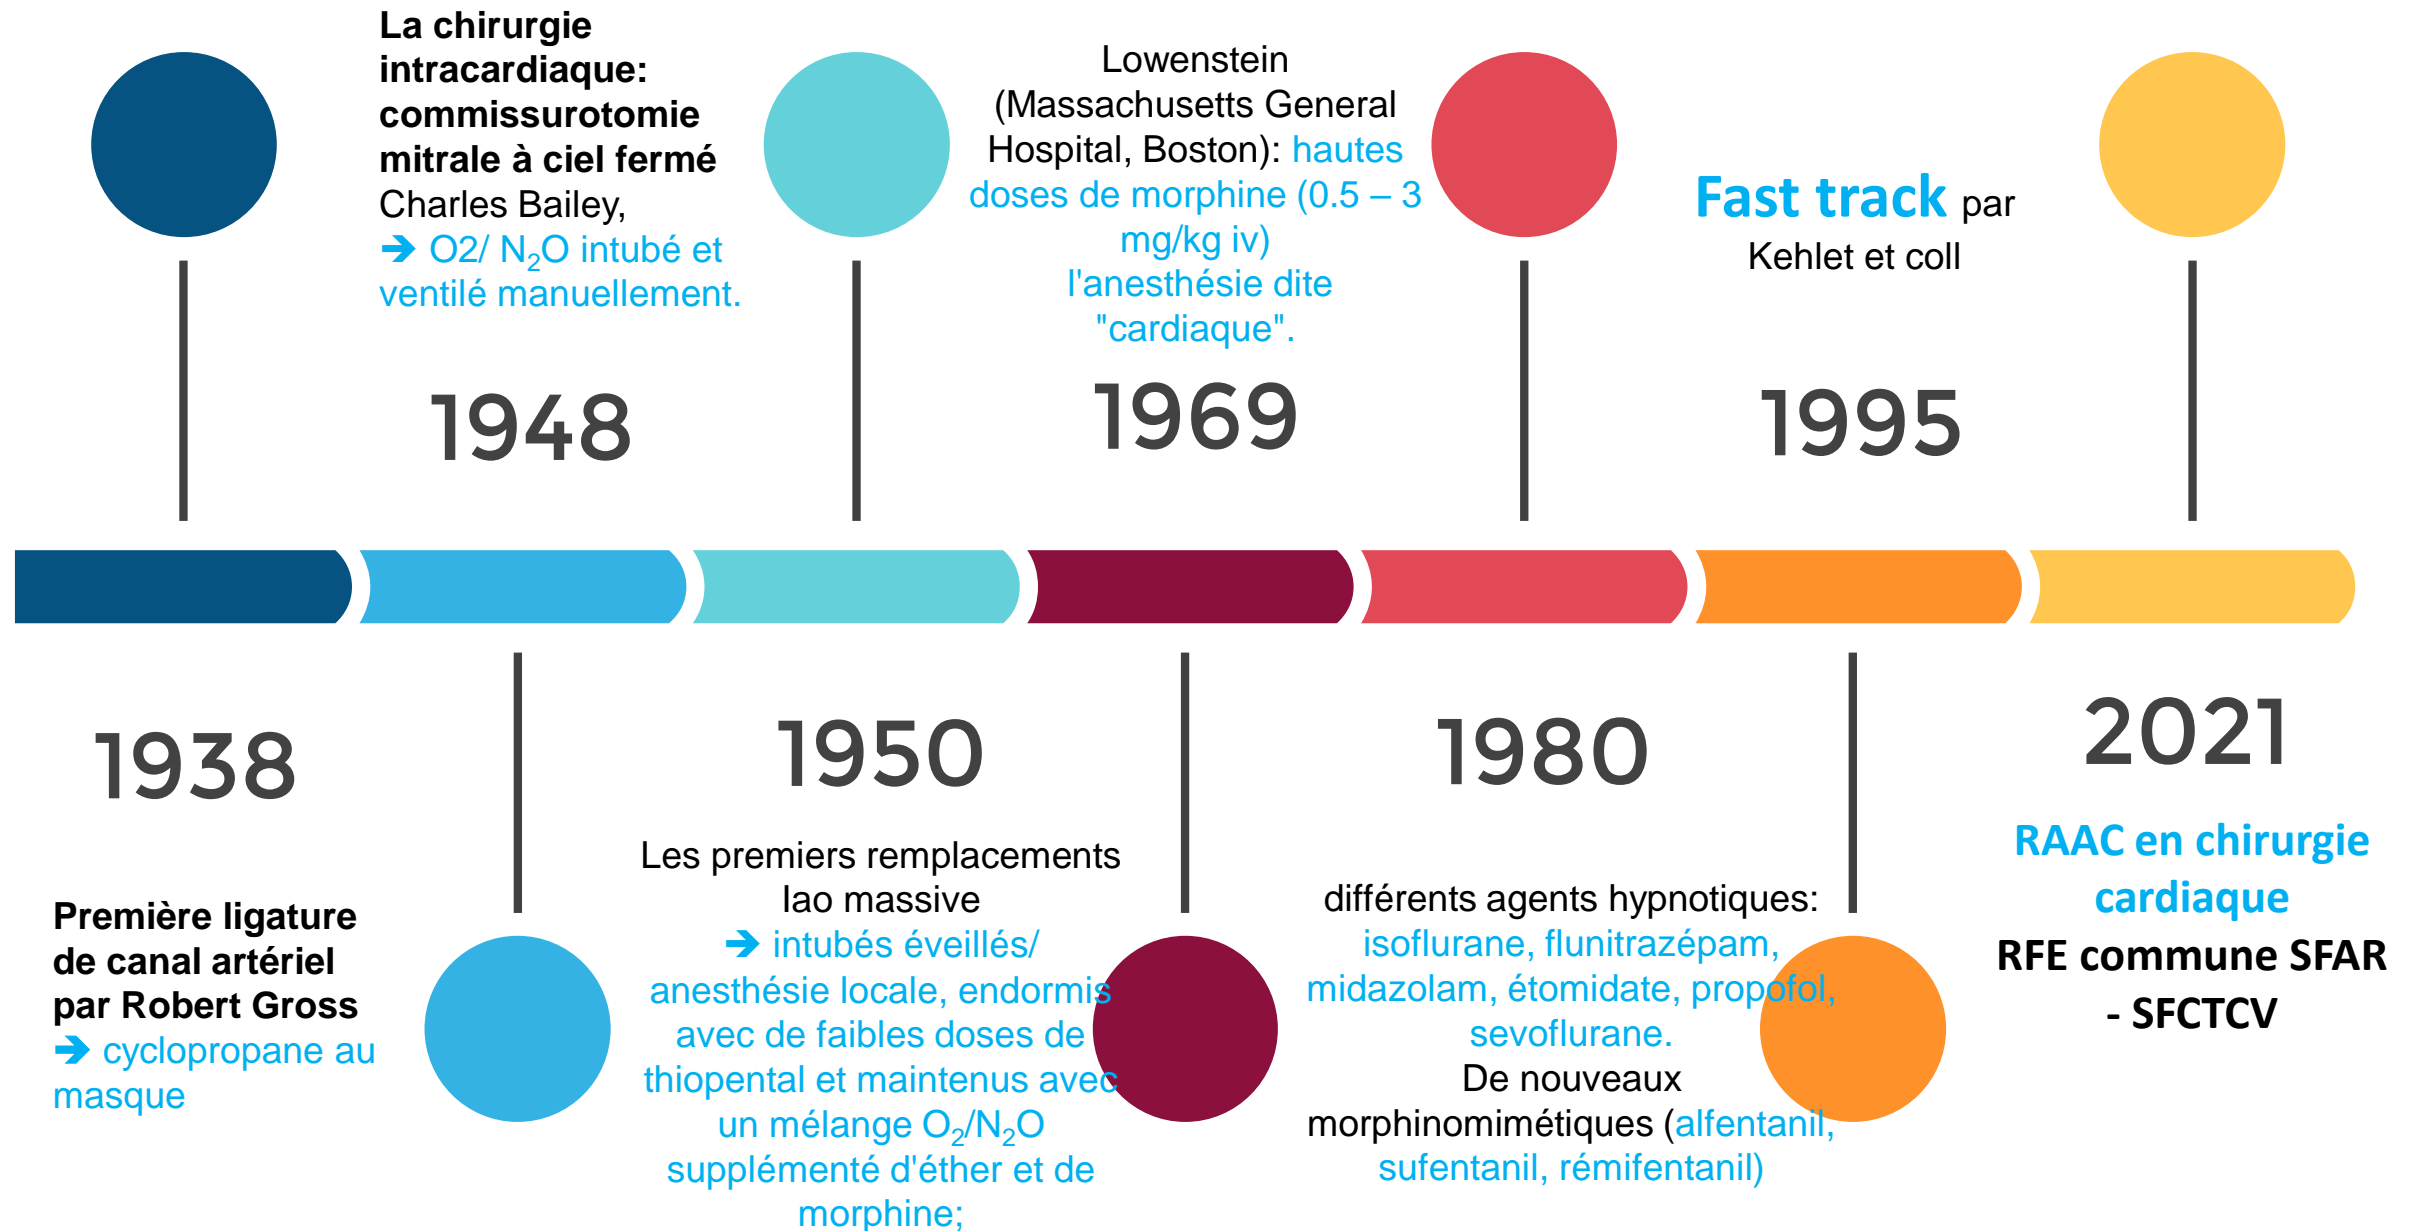 La chirurgie
intracardiaque:
commissurotomie
mitrale à ciel fermé
Charles Bailey,
➔ O2/ N₂O intubé et
ventilé manuellement.
1948
Lowenstein
(Massachusetts General
Hospital, Boston): hautes
doses de morphine (0.5 – 3
mg/kg iv)
l'anesthésie dite
"cardiaque".
1969
Fast track par
Kehlet et coll
1995
1938
Première ligature
de canal artériel
par Robert Gross
➔ cyclopropane au
masque
1950
Les premiers remplacements
Iao massive
➔ intubés éveillés/
anesthésie locale, endormis
avec de faibles doses de
thiopental et maintenus avec
un mélange O₂/N₂O
supplémenté d'éther et de
morphine;
1980
différents agents hypnotiques:
isoflurane, flunitrazépam,
midazolam, étomidate, propofol,
sevoflurane.
De nouveaux
morphinomimétiques (alfentanil,
sufentanil, rémifentanil)
2021
RAAC en chirurgie
cardiaque
RFE commune SFAR
- SFCTCV